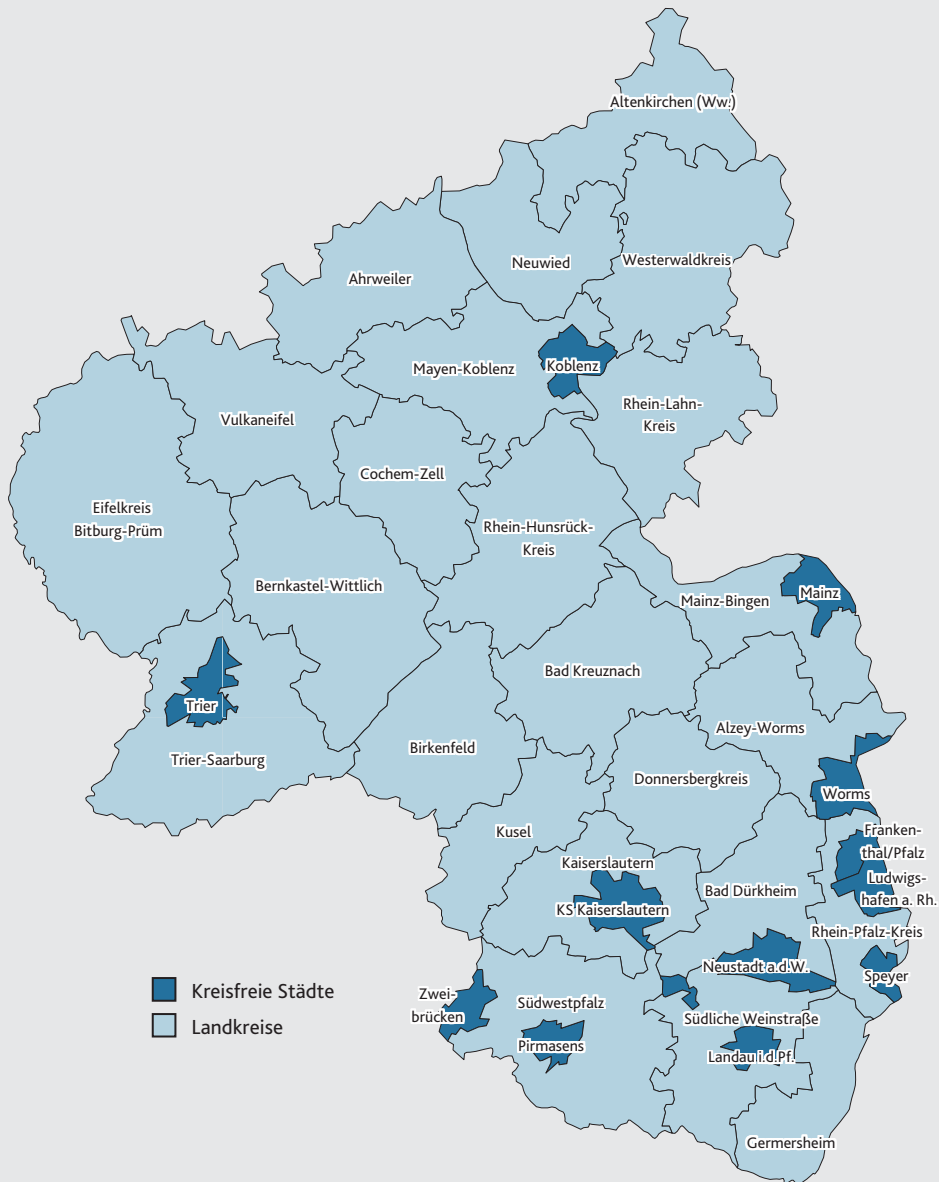 Altenkirchen (Ww.)
Neuwied
Westerwaldkreis
Ahrweiler
Mayen-Koblenz
Koblenz
Rhein-Lahn-
Kreis
Vulkaneifel
Cochem-Zell
Eifelkreis
Bitburg-Prüm
Rhein-Hunsrück-
Kreis
Bernkastel-Wittlich
Mainz-Bingen
Mainz
Bad Kreuznach
Trier
Trier-Saarburg
Birkenfeld
Alzey-Worms
Donnersbergkreis
Worms
Kusel
Franken-
thal/Pfalz
Kaiserslautern
Ludwigs-
hafen a. Rh.
Bad Dürkheim
KS Kaiserslautern
Rhein-Pfalz-Kreis
Neustadt a.d.W.
Speyer
Zwei-
brücken
Südwestpfalz
Südliche Weinstraße
Pirmasens
Landau i.d.Pf.
Germersheim
Kreisfreie Städte
Landkreise